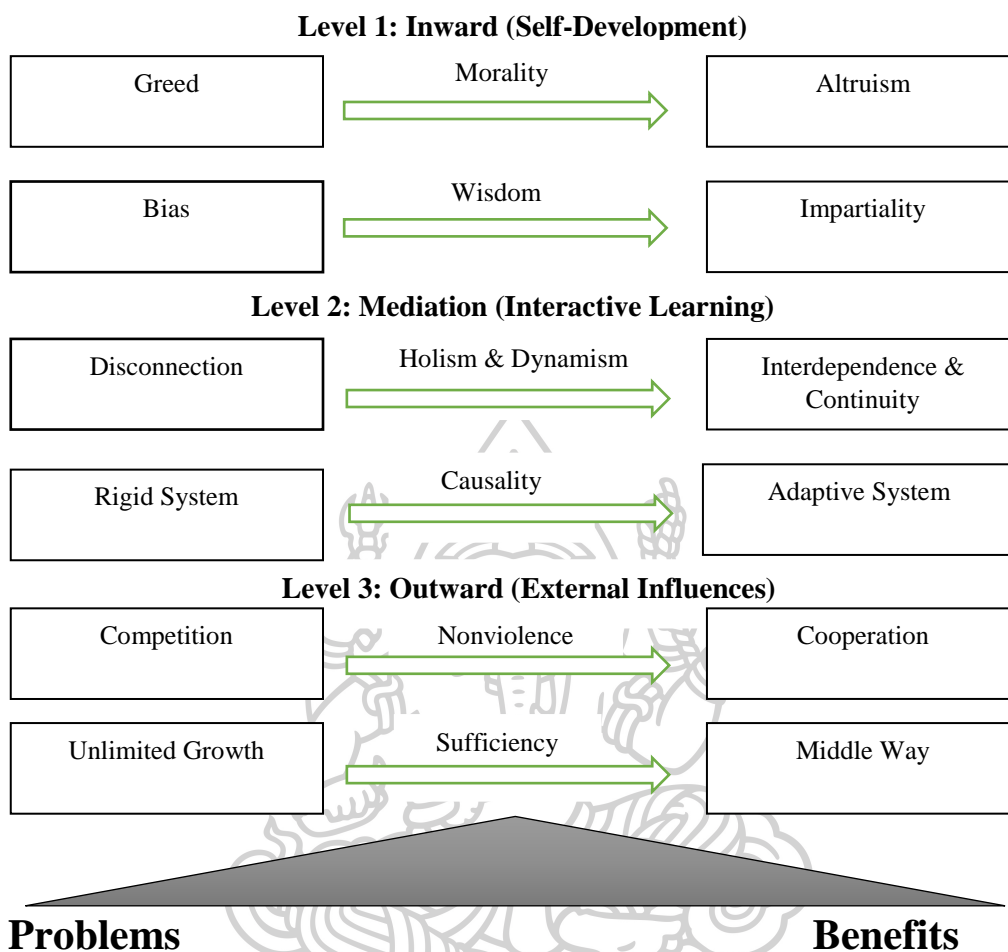 Level 1: Inward (Self-Development)
Greed
Morality
Altruism
Bias
Wisdom
Impartiality
Level 2: Mediation (Interactive Learning)
Disconnection
Holism & Dynamism
Interdependence &
Continuity
Rigid System
Causality
Adaptive System
Level 3: Outward (External Influences)
Competition
Nonviolence
Cooperation
Unlimited Growth
Sufficiency
Middle Way
Problems
Benefits